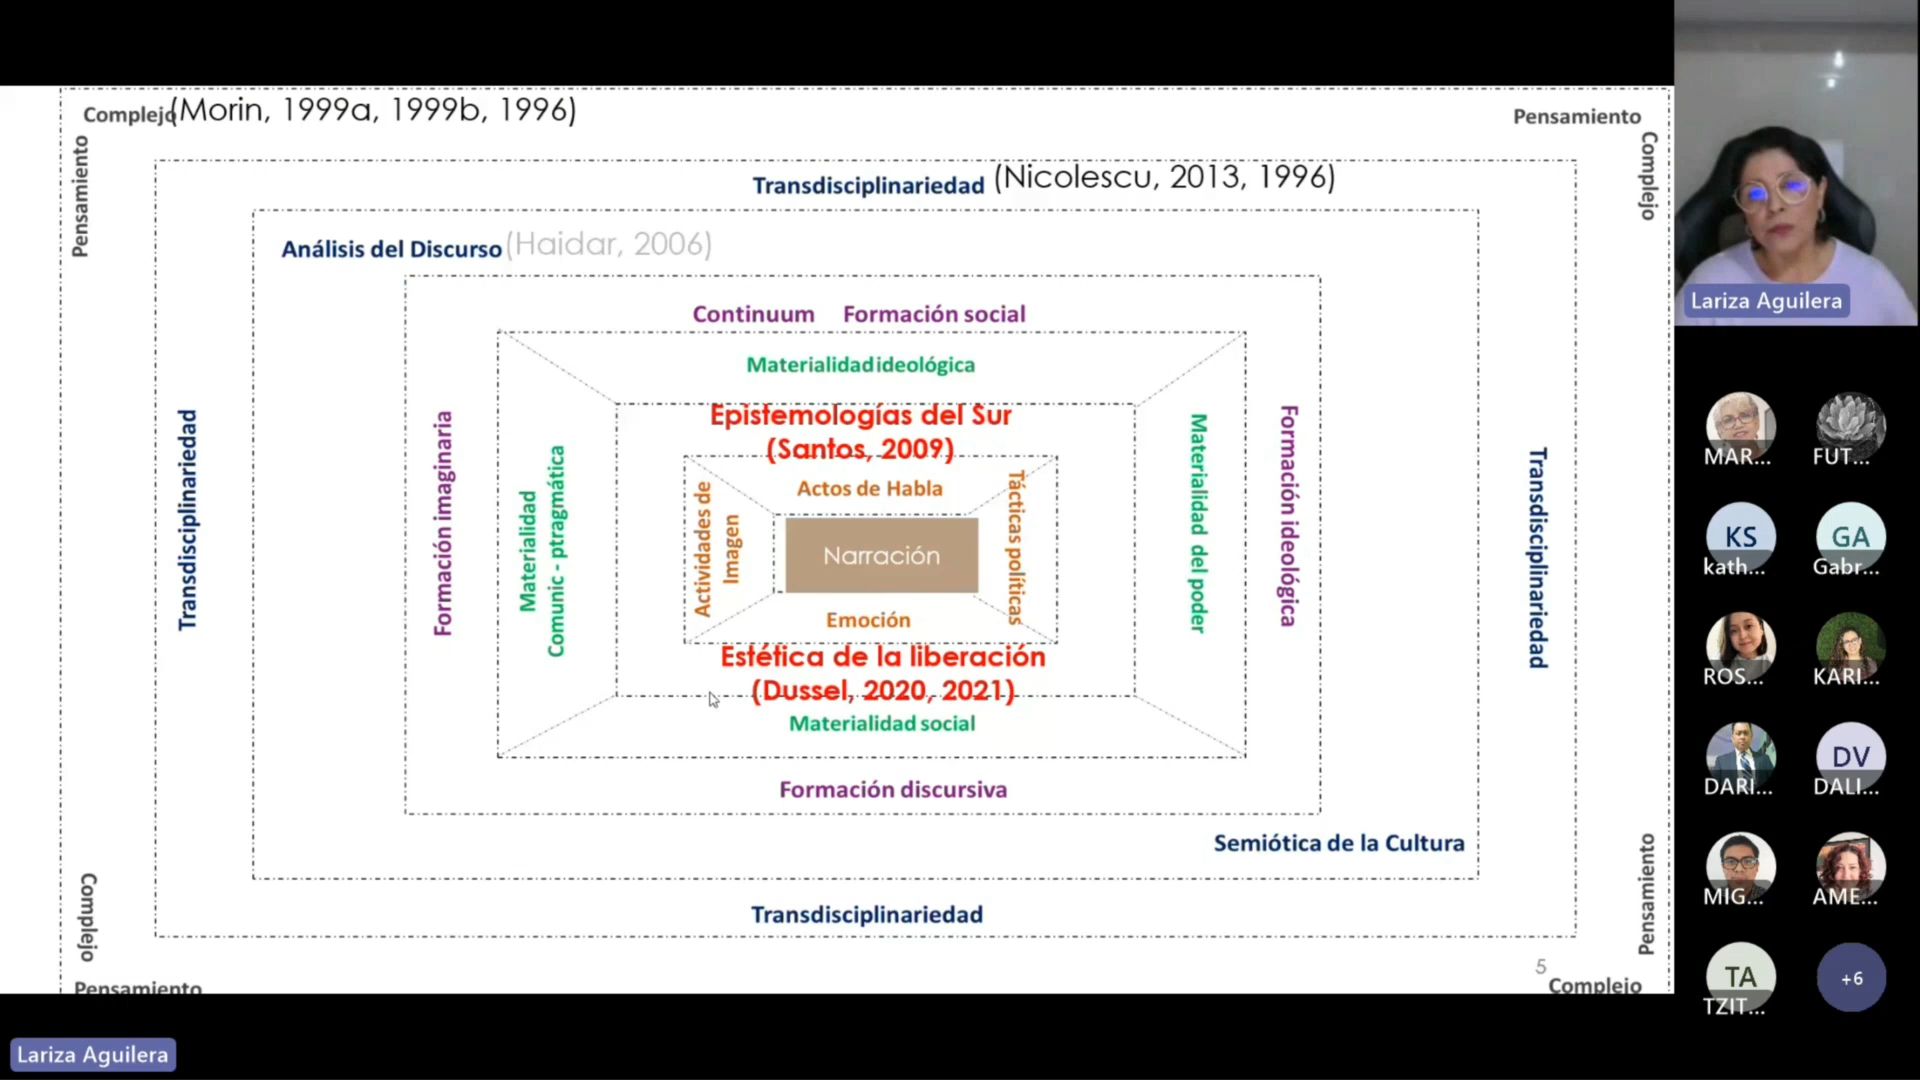 Complejo (Morin, 1999a, 1999b, 1996)
Pensamiento
Pensamiento
Complejo
Transdisciplinariedad (Nicolescu, 2013, 1996)
Análisis del Discurso (Haidar, 2006)
Continuum Formación social
Materialidad ideológica
Epistemologías del Sur
(Santos, 2009)
Transdisciplinariedad
Formación imaginaria
Materialidad
Comunic - ptragmática
Actividades de
Imagen
Actos de Habla
Narración
Emoción
Tácticas políticas
Materialidad del poder
Formación ideológica
Transdisciplinariedad
Estética de la liberación
(Dussel, 2020, 2021)
Materialidad social
Formación discursiva
Semiótica de la Cultura
Transdisciplinariedad
Complejo
Pensamiento
Pensamiento
5
Complejo
Lariza Aguilera
Lariza Aguilera
MAR...
FUT...
KS
kath...
GA
Gabr...
ROS...
KARI...
DARI...
DV
DALI...
MIG...
AME...
TA
TZIT...
+6